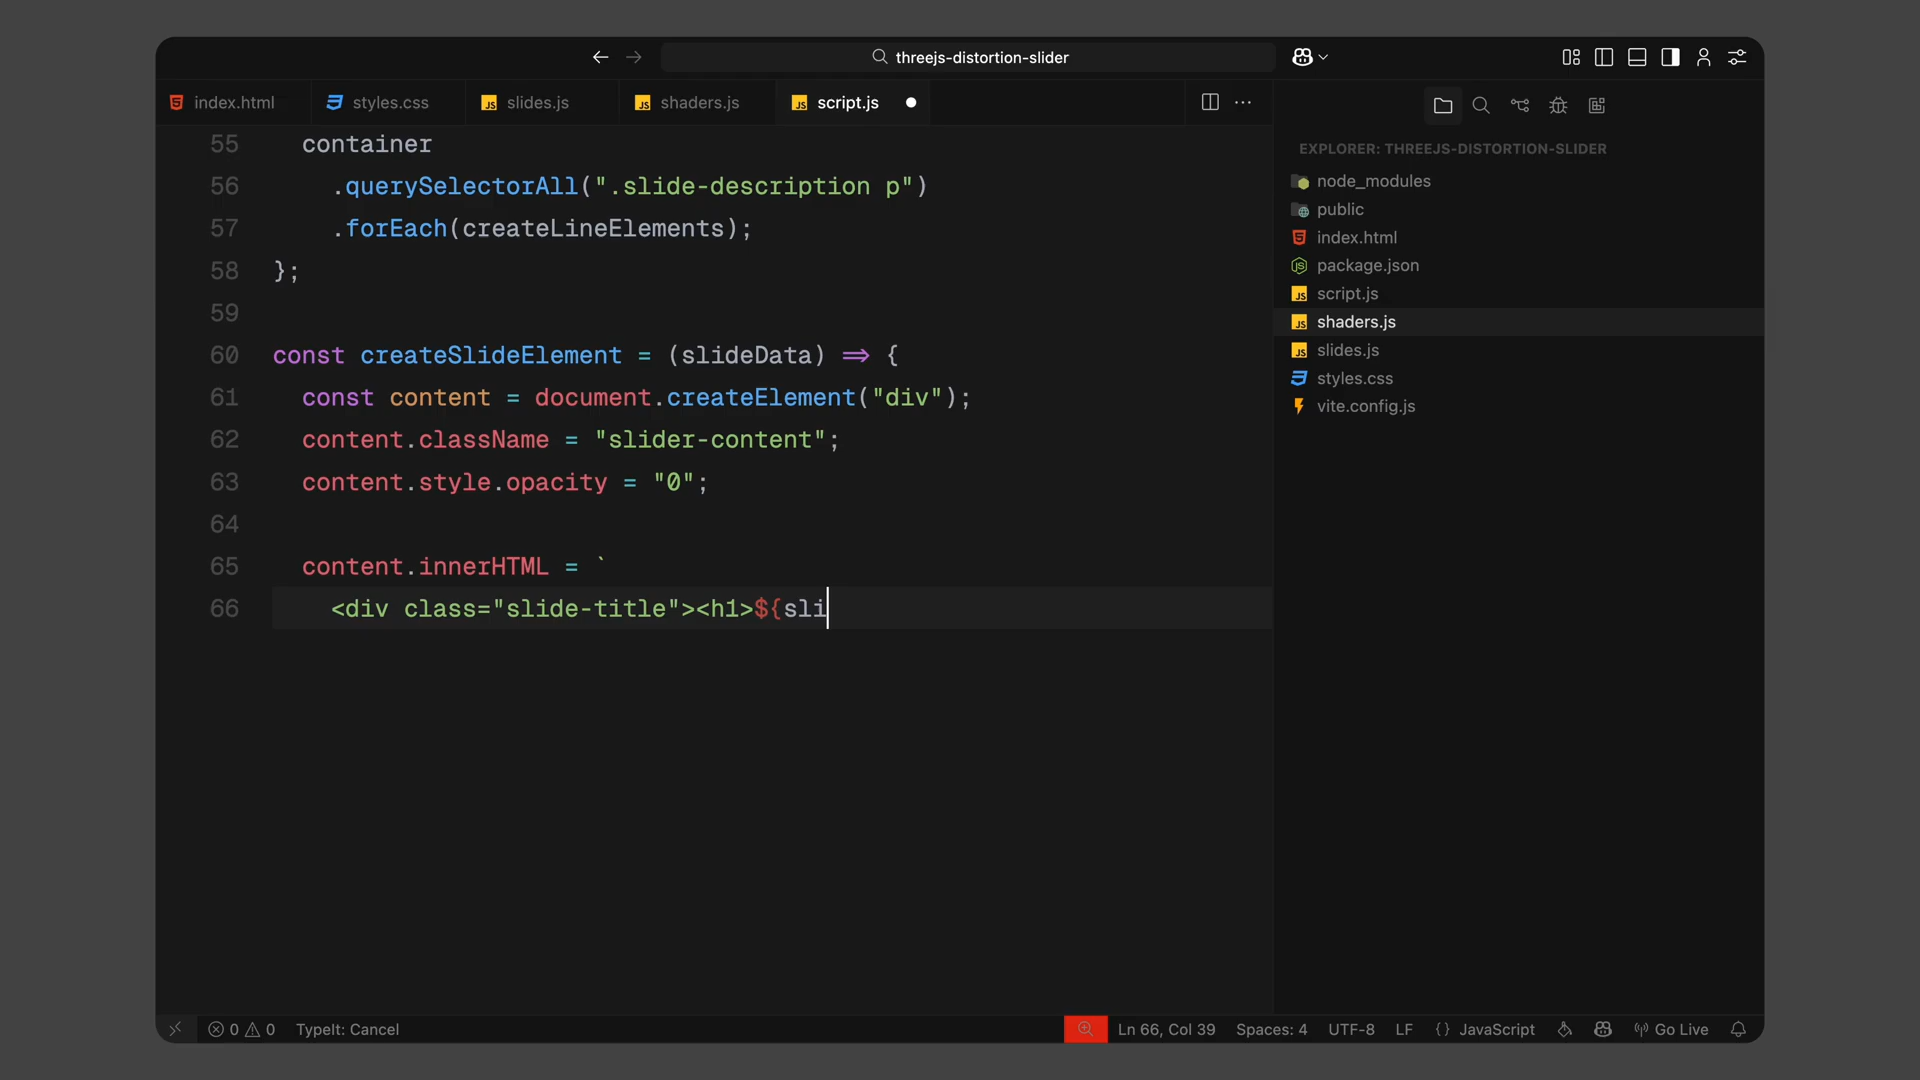 threejs-distortion-slider
index.html
styles.css
slides.js
shaders.js
script.js
55 container
56 .querySelectorAll(".slide-description p")
57 .forEach(createLineElements);
58 };
59
60 const createSlideElement = (slideData) => {
61 const content = document.createElement("div");
62 content.className = "slider-content";
63 content.style.opacity = "0";
64
65 content.innerHTML = `
66 <div class="slide-title"><h1>${sli
EXPLORER: THREEJS-DISTORTION-SLIDER
node_modules
public
index.html
package.json
script.js
shaders.js
slides.js
styles.css
vite.config.js
0 0 TypeIt: Cancel
Ln 66, Col 39 Spaces: 4 UTF-8 LF {} JavaScript Go Live